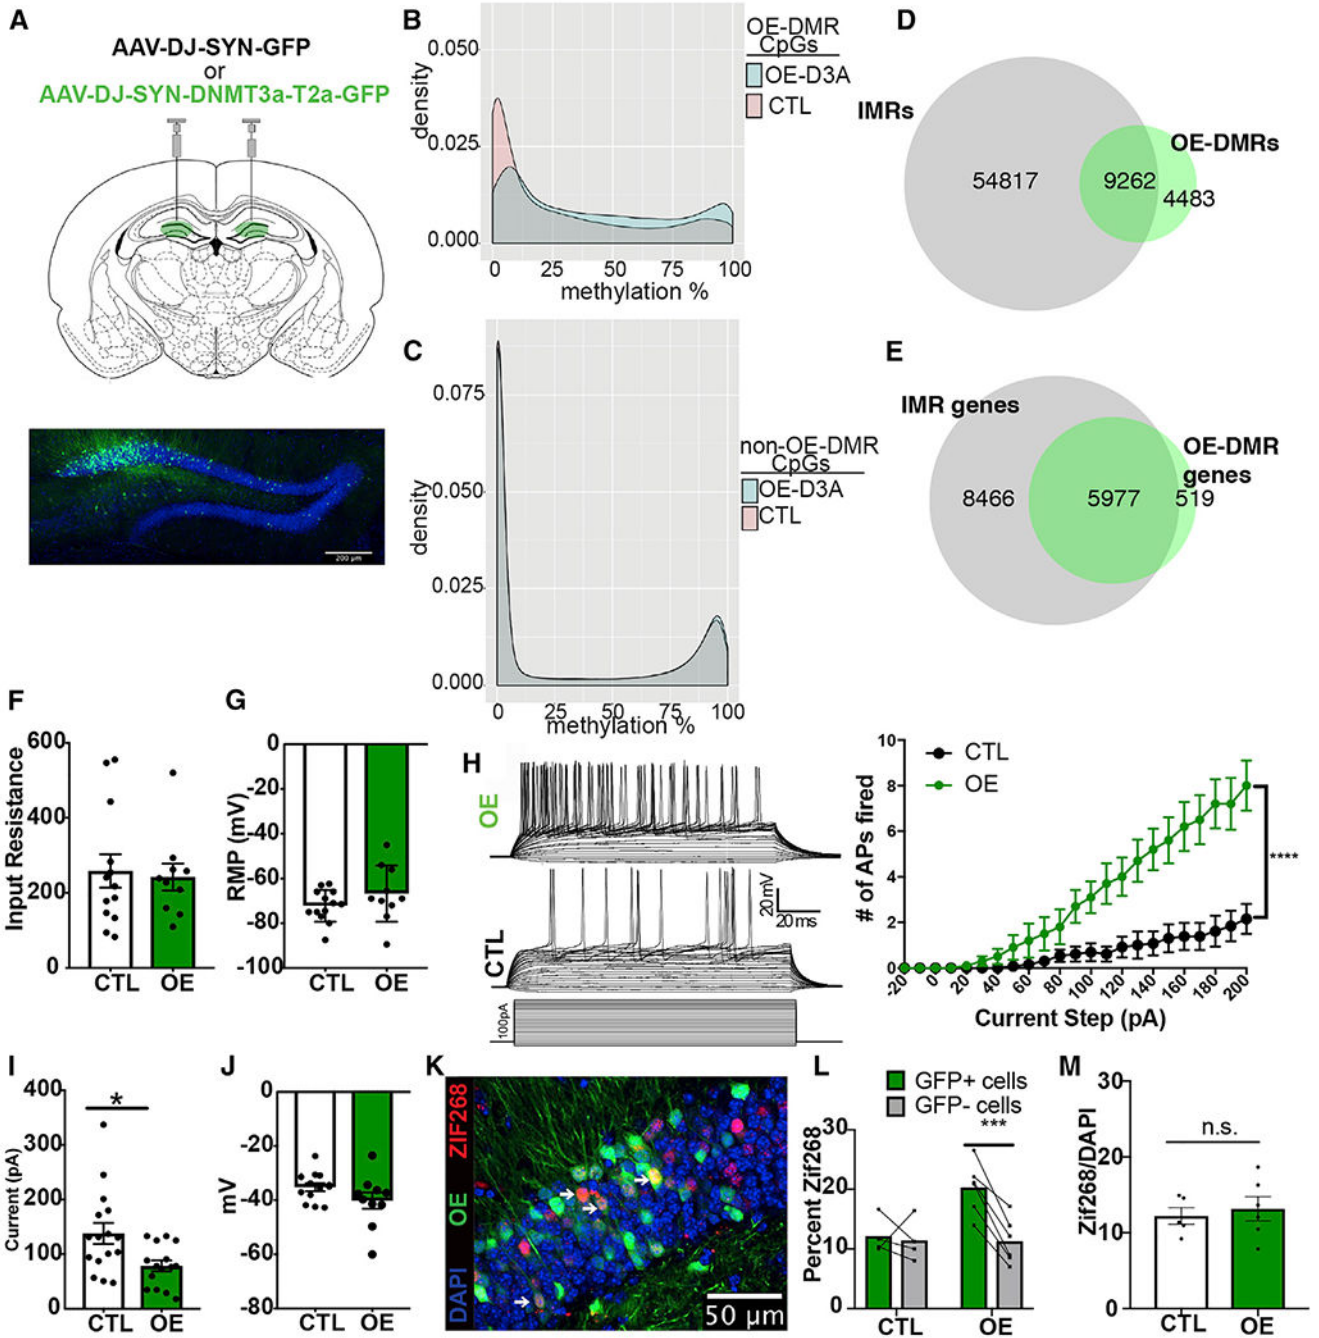 A
AAV-DJ-SYN-GFP
or
AAV-DJ-SYN-DNMT3a-T2a-GFP
200 µm
B
density
0.050
0.025
0.000
0 25 50 75 100
methylation %
OE-DMR
CpGs
OE-D3A
CTL
C
density
0.075
0.050
0.025
0.000
0 25 50 75 100
methylation %
non-OE-DMR
CpGs
OE-D3A
CTL
D
IMRs
OE-DMRs
54817
9262
4483
E
IMR genes
OE-DMR
genes
8466
5977
519
F
Input Resistance
600
400
200
0
CTL OE
G
RMP (mV)
0
-20
-40
-60
-80
-100
CTL OE
H
OE
CTL
20 mV
20 ms
100pA
# of APs fired
10
8
6
4
2
0
CTL
OE
****
-20 0 20 40 60 80 100 120 140 160 180 200
Current Step (pA)
I
Current (pA)
400
300
200
100
0
*
CTL OE
J
mV
0
-20
-40
-60
-80
CTL OE
K
DAPI OE ZIF268
50 µm
L
GFP+ cells
GFP- cells
***
Percent Zif268
30
20
10
0
CTL OE
M
Zif268/DAPI
30
20
10
0
n.s.
CTL OE